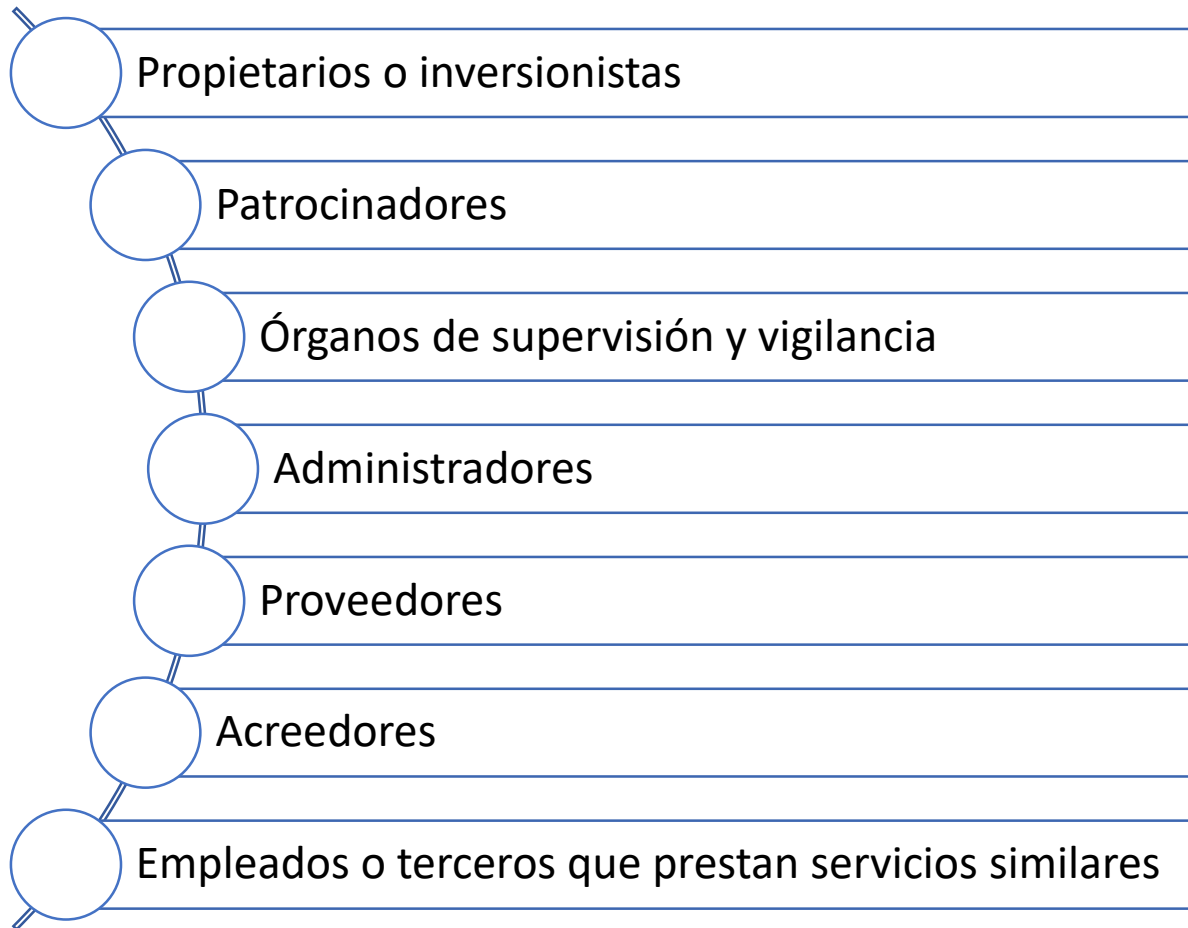 Propietarios o inversionistas
Patrocinadores
Órganos de supervisión y vigilancia
Administradores
Proveedores
Acreedores
Empleados o terceros que prestan servicios similares